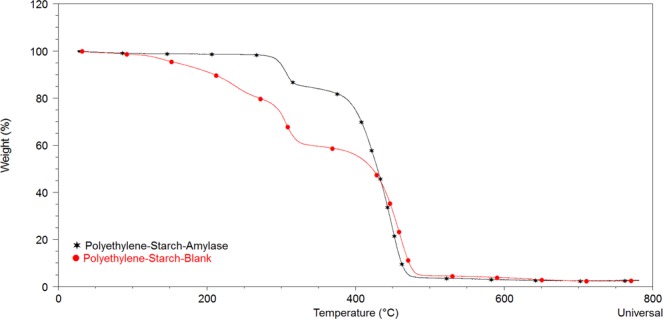 120
100
80
60
40
20
0
Weight (%)
Polyethylene-Starch-Amylase
Polyethylene-Starch-Blank
0 200 400 600 800
Temperature (°C) Universal